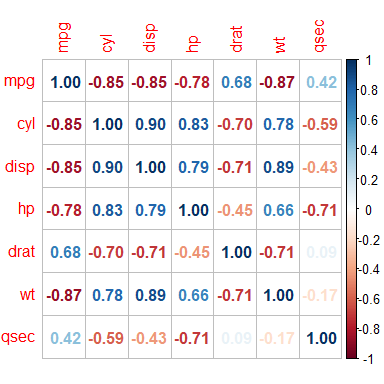 mpg cyl disp hp drat wt qsec
mpg 1.00 -0.85 -0.85 -0.78 0.68 -0.87 0.42
cyl -0.85 1.00 0.90 0.83 -0.70 0.78 -0.59
disp -0.85 0.90 1.00 0.79 -0.71 0.89 -0.43
hp -0.78 0.83 0.79 1.00 -0.45 0.66 -0.71
drat 0.68 -0.70 -0.71 -0.45 1.00 -0.71 0.09
wt -0.87 0.78 0.89 0.66 -0.71 1.00 -0.17
qsec 0.42 -0.59 -0.43 -0.71 0.09 -0.17 1.00
1
0.8
0.6
0.4
0.2
0
-0.2
-0.4
-0.6
-0.8
-1